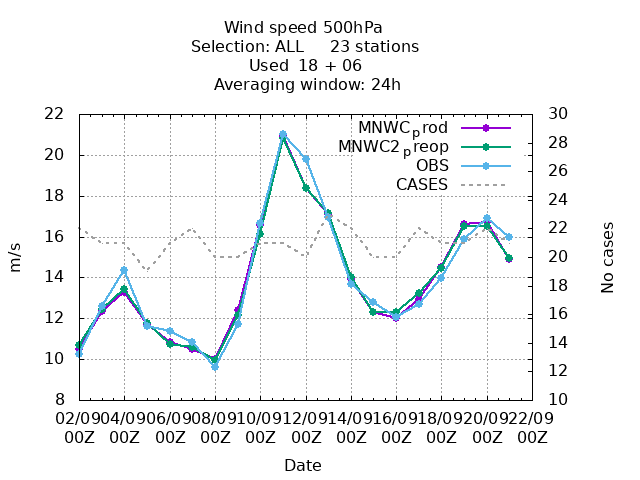 Wind speed 500hPa
Selection: ALL 23 stations
Used 18 + 06
Averaging window: 24h
22 30
20 28
18 26
16 24
14 22
12 20
10 18
8 16
14
12
10
MNWCprod
MNWC2preop
OBS
CASES
m/s
No cases
02/09 04/09 06/09 08/09 10/09 12/09 14/09 16/09 18/09 20/09 22/09
00Z 00Z 00Z 00Z 00Z 00Z 00Z 00Z 00Z 00Z 00Z
Date